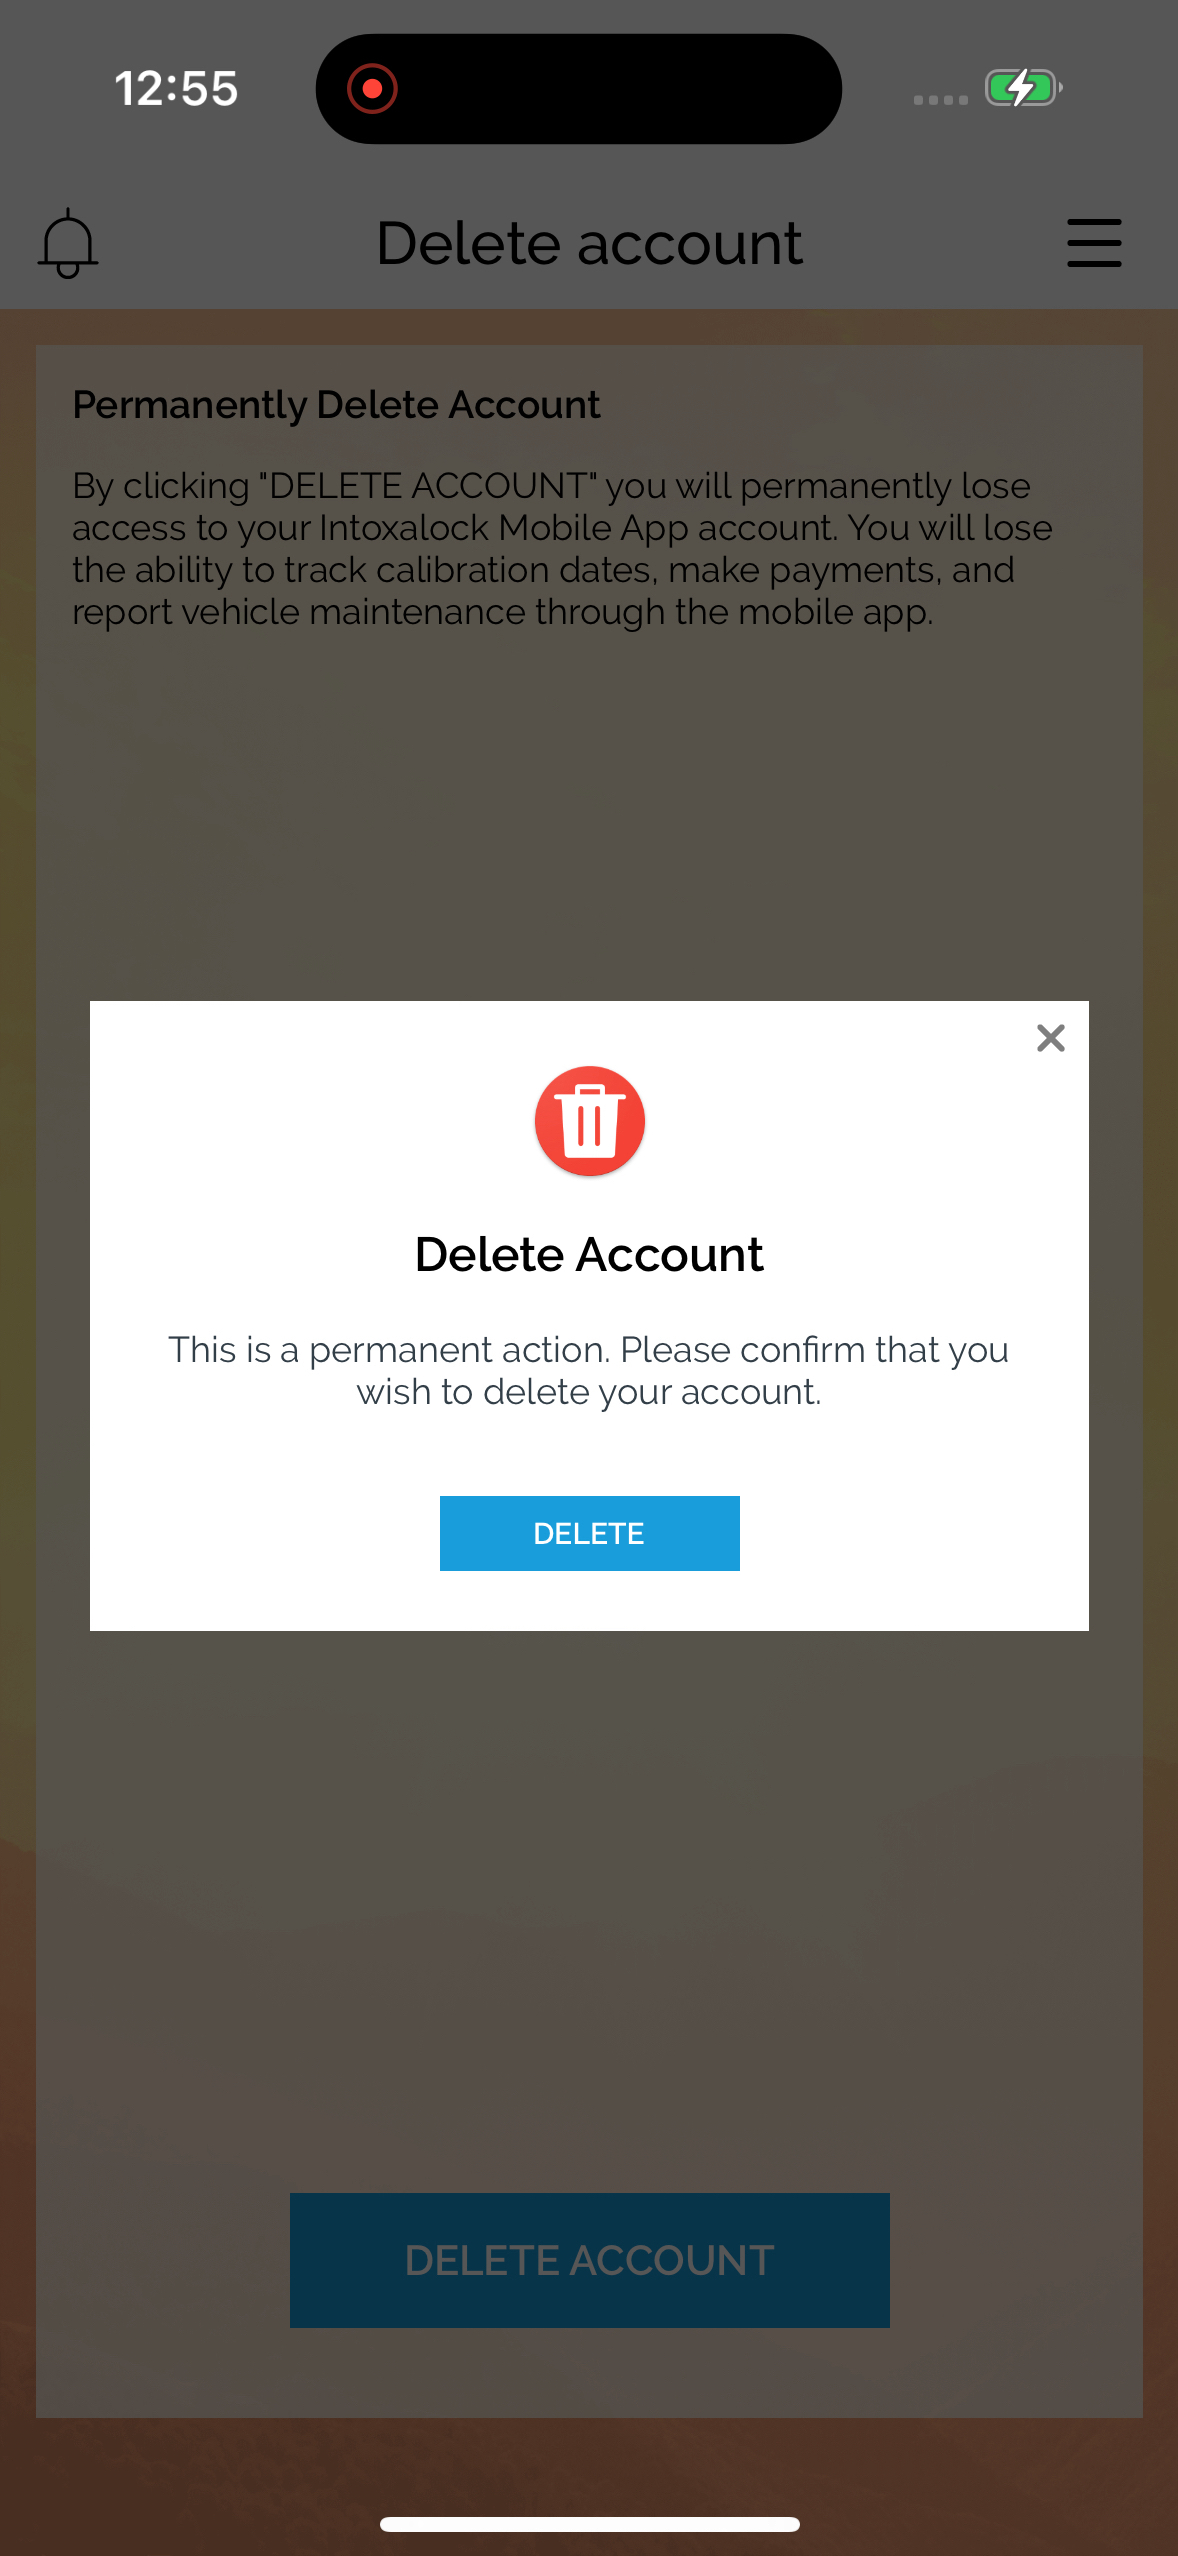 12:55
Delete account
Permanently Delete Account
By clicking "DELETE ACCOUNT" you will permanently lose
access to your Intoxalock Mobile App account. You will lose
the ability to track calibration dates, make payments, and
report vehicle maintenance through the mobile app.
Delete Account
This is a permanent action. Please confirm that you
wish to delete your account.
DELETE
DELETE ACCOUNT